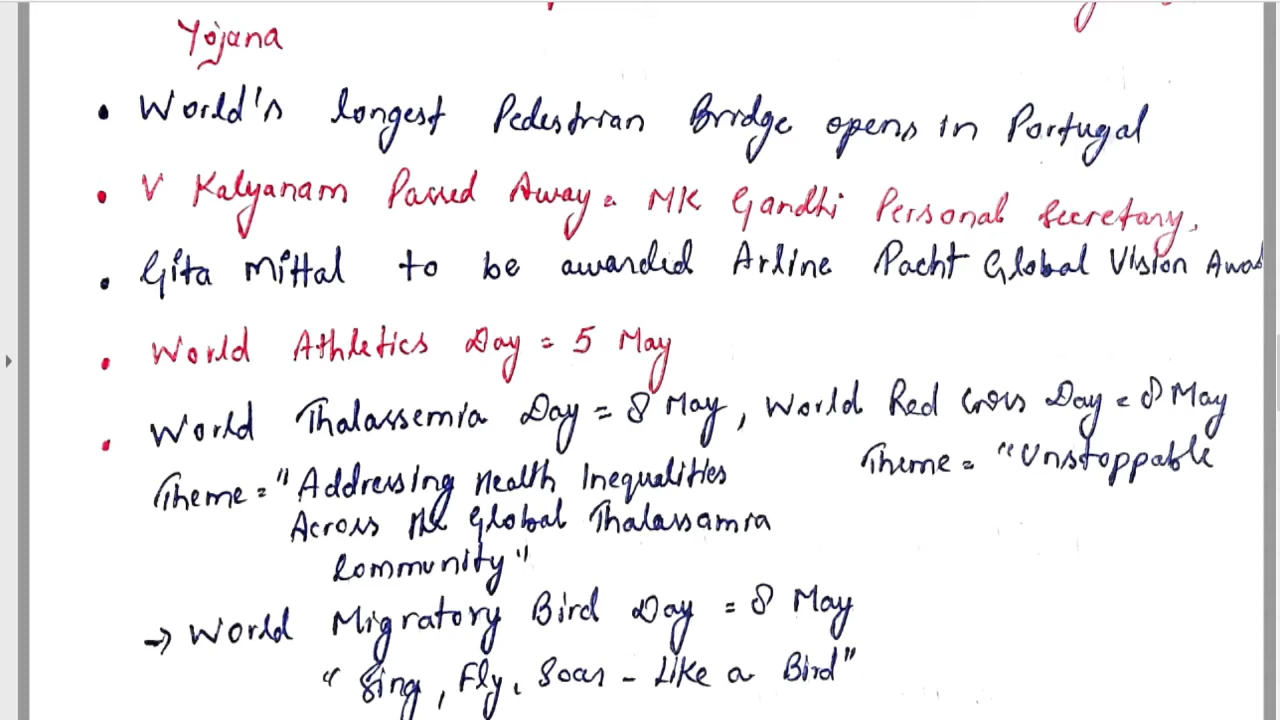 Yojana
• World's longest Pedestrian Bridge opens in Portugal
• V Kalyanam Passed Away = MK Gandhi Personal Secretary.
• Gita Mittal to be awarded Arline Pacht Global Vision Awa
• World Athletics Day = 5 May
• World Thalassemia Day = 8 May, World Red Cross Day = 8 May
Theme = "Addressing Health Inequalities
Theme = "Unstoppable
Across the Global Thalassamia
Community"
→ World Migratory Bird Day = 8 May
"Sing, Fly, Soar - Like a Bird"